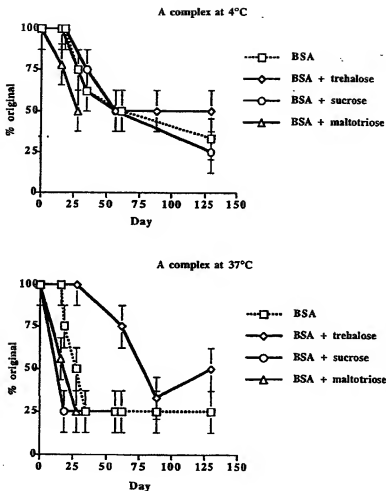 A complex at 4°C
% original
100
75
50
25
0
0 25 50 75 100 125 150
Day
BSA
BSA + trehalose
BSA + sucrose
BSA + maltotriose
A complex at 37°C
% original
100
75
50
25
0
0 25 50 75 100 125 150
Day
BSA
BSA + trehalose
BSA + sucrose
BSA + maltotriose